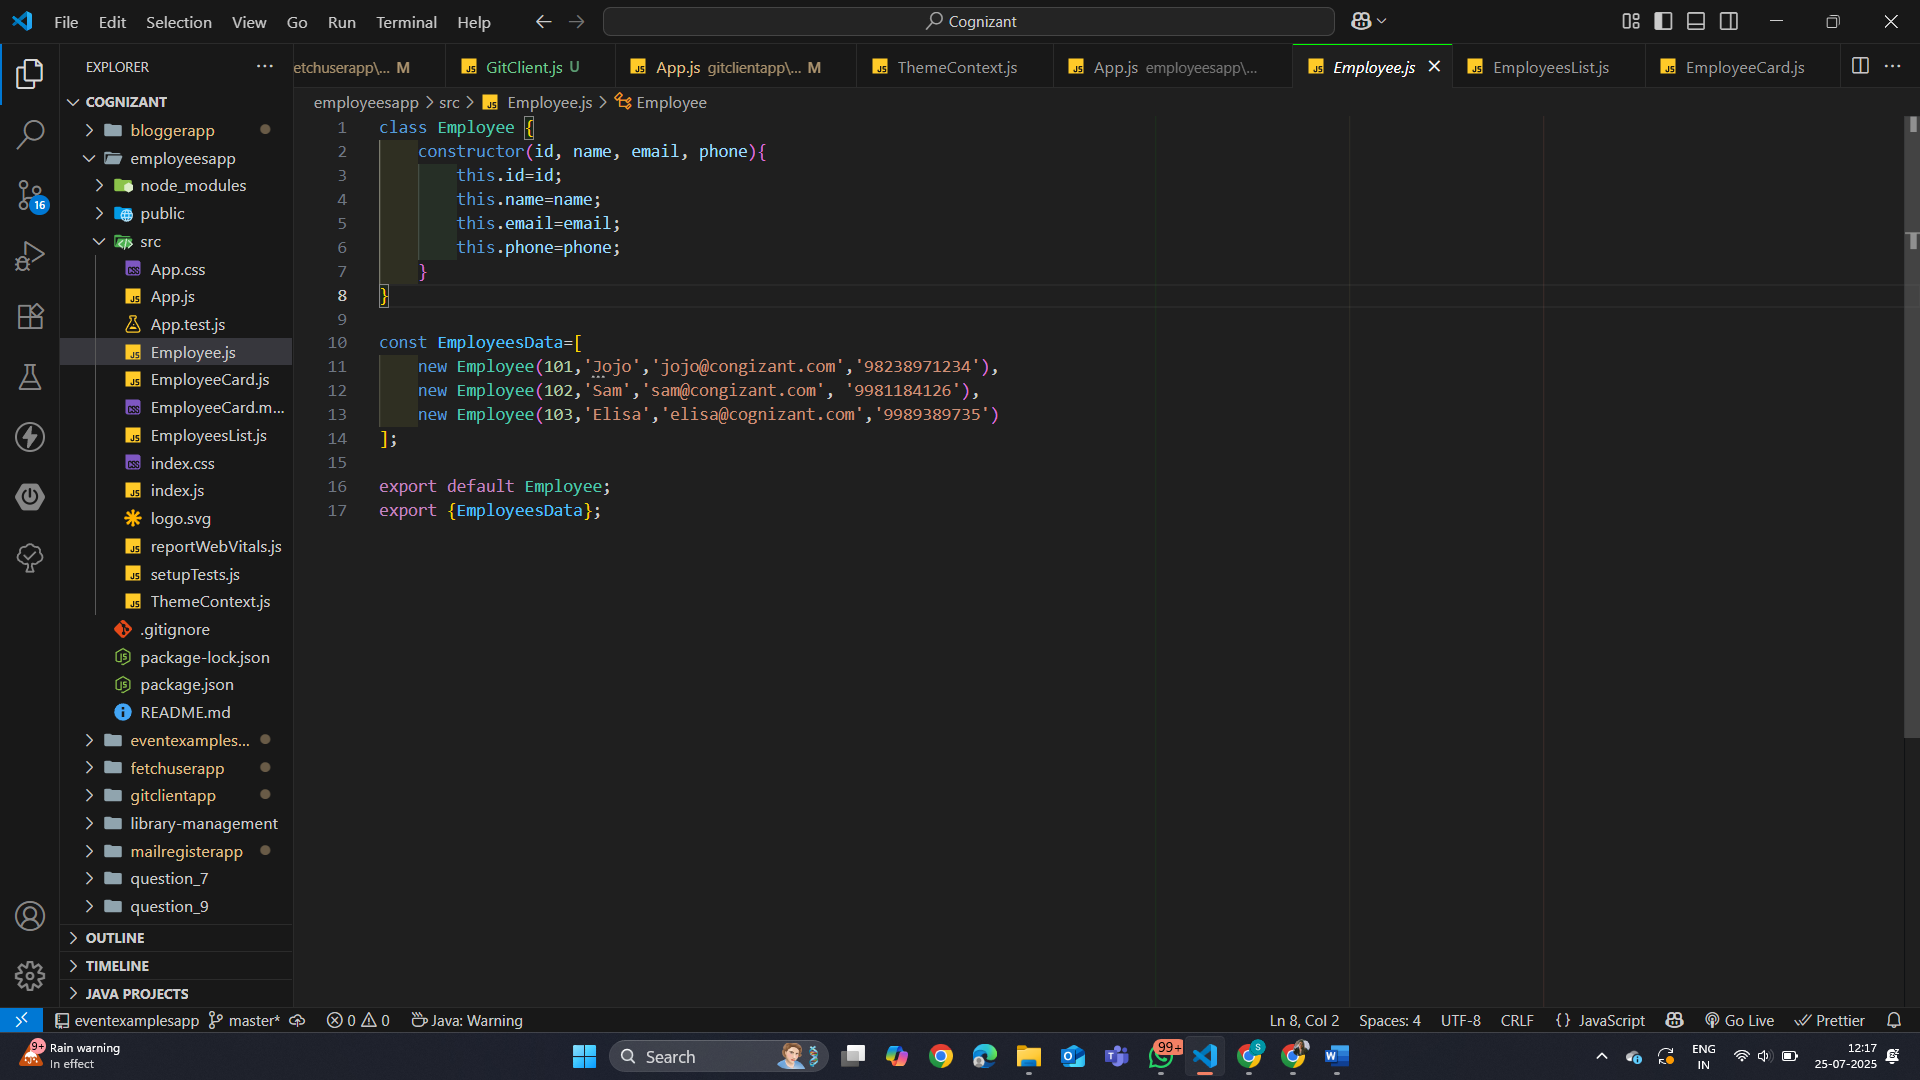 File Edit Selection View Go Run Terminal Help
Cognizant
EXPLORER
etchuserapp\... M
GitClient.js U
App.js gitclientapp\... M
ThemeContext.js
App.js employeesapp\...
Employee.js
EmployeesList.js
EmployeeCard.js
employeesapp > src > JS Employee.js > Employee
COGNIZANT
bloggerapp
employeesapp
node_modules
public
src
App.css
App.js
App.test.js
Employee.js
EmployeeCard.js
EmployeeCard.m...
EmployeesList.js
index.css
index.js
logo.svg
reportWebVitals.js
setupTests.js
ThemeContext.js
.gitignore
package-lock.json
package.json
README.md
eventexamples...
fetchuserapp
gitclientapp
library-management
mailregisterapp
question_7
question_9
OUTLINE
TIMELINE
JAVA PROJECTS
1 class Employee {
2 constructor(id, name, email, phone){
3 this.id=id;
4 this.name=name;
5 this.email=email;
6 this.phone=phone;
7 }
8 }
9
10 const EmployeesData=[
11 new Employee(101,'Jojo','jojo@congizant.com','98238971234'),
12 new Employee(102,'Sam','sam@congizant.com', '9981184126'),
13 new Employee(103,'Elisa','elisa@cognizant.com','9989389735')
14 ];
15
16 export default Employee;
17 export {EmployeesData};
16
eventexamplesapp master* 0 0 Java: Warning
Ln 8, Col 2 Spaces: 4 UTF-8 CRLF {} JavaScript Go Live Prettier
9+ Rain warning
In effect
Search
99+
S
ENG
IN
12:17
25-07-2025